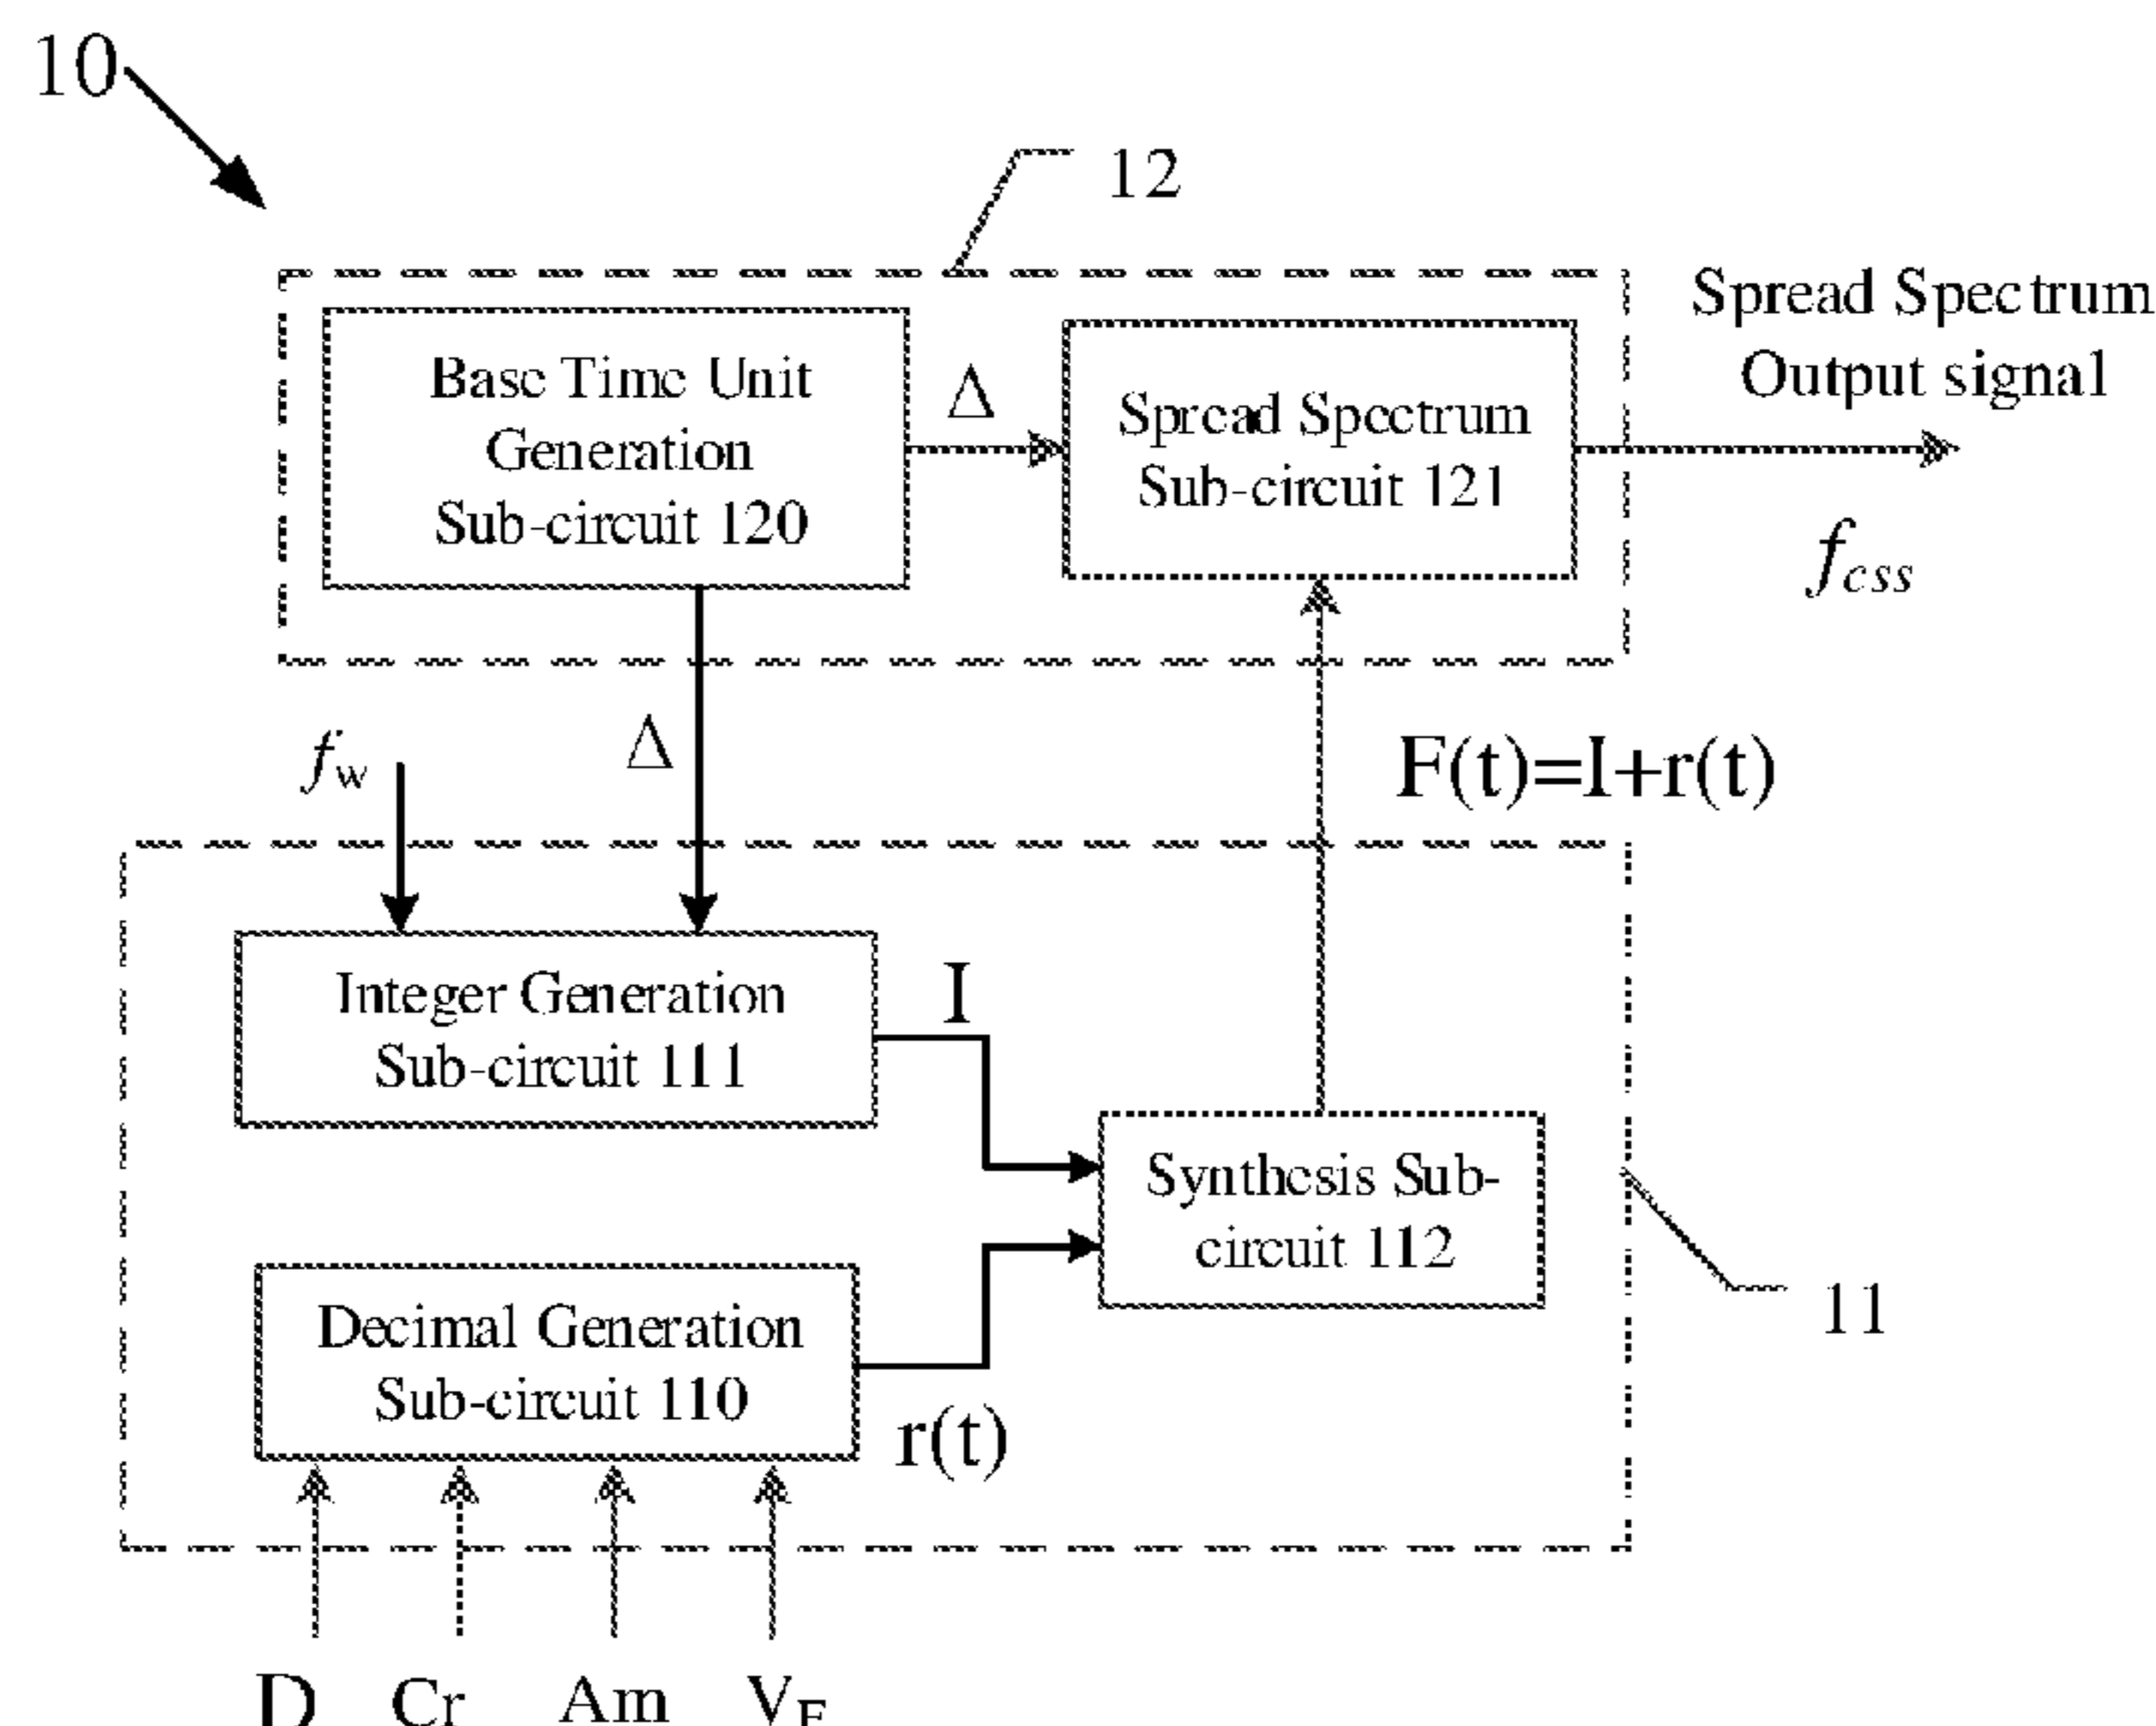 10
12
Base Time Unit
Generation
Sub-circuit 120
Δ
Spread Spectrum
Sub-circuit 121
Spread Spectrum
Output signal
fcss
fw
Δ
F(t)=I+r(t)
Integer Generation
Sub-circuit 111
I
Synthesis Sub-
circuit 112
Decimal Generation
Sub-circuit 110
r(t)
11
D Cr Am VF